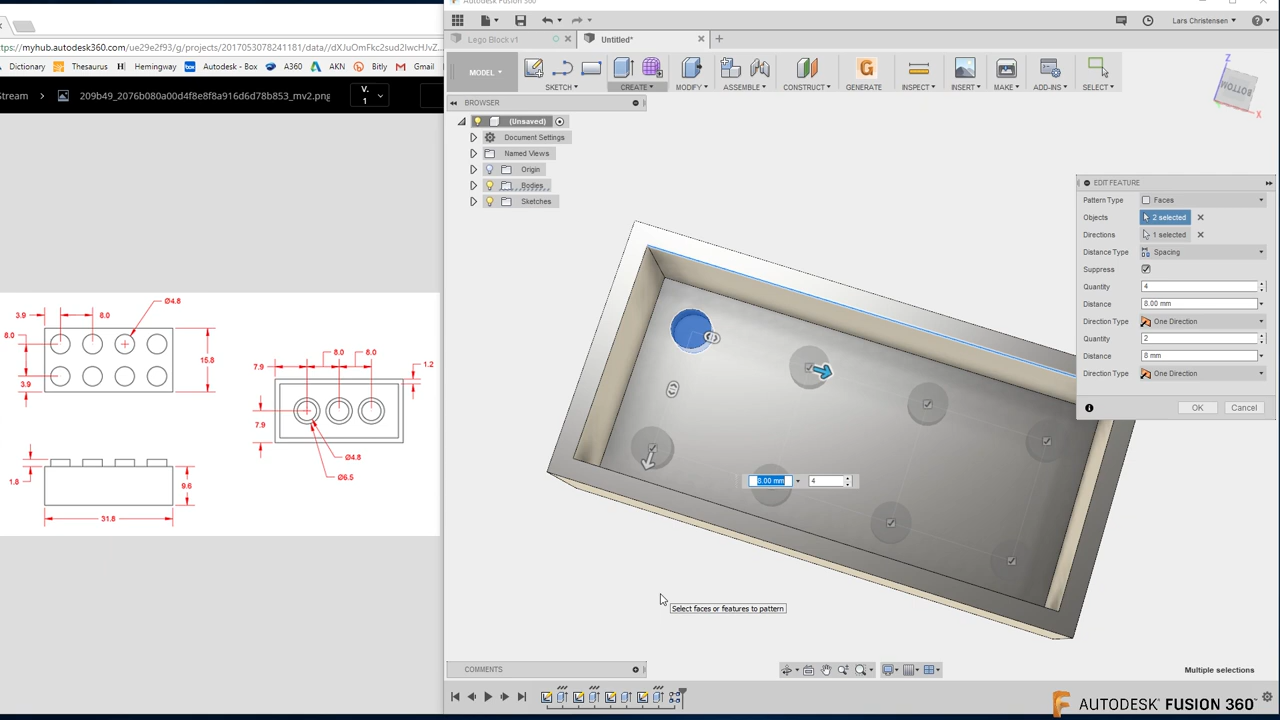 Autodesk Fusion 360
Lars Christensen
ttps://myhub.autodesk360.com/ue29e2f93/g/projects/2017053078241181/data//dXJuOmFkc2sud2lwcHJvZ...
Lego Block v1
Untitled*
Dictionary
Thesaurus
Hemingway
Autodesk - Box
A360
AKN
Bitly
Gmail
MODEL
SKETCH
CREATE
MODIFY
ASSEMBLE
CONSTRUCT
GENERATE
INSPECT
INSERT
MAKE
ADD-INS
SELECT
Stream
209b49_2076b080a00d4f8e8f8a916d6d78b853_mv2.png
V.
1
BROWSER
(Unsaved)
Document Settings
Named Views
Origin
Bodies
Sketches
BOTTOM
Z
X
EDIT FEATURE
Pattern Type
Faces
Objects
2 selected
Directions
1 selected
Distance Type
Spacing
Suppress
Quantity
4
Distance
8.00 mm
Direction Type
One Direction
Quantity
2
Distance
8 mm
Direction Type
One Direction
OK
Cancel
Ø4.8
3.9
8.0
8.0
15.8
3.9
1.8
9.6
31.8
8.0
8.0
7.9
1.2
7.9
Ø4.8
Ø6.5
8.00 mm
4
Select faces or features to pattern
COMMENTS
Multiple selections
AUTODESK® FUSION 360™